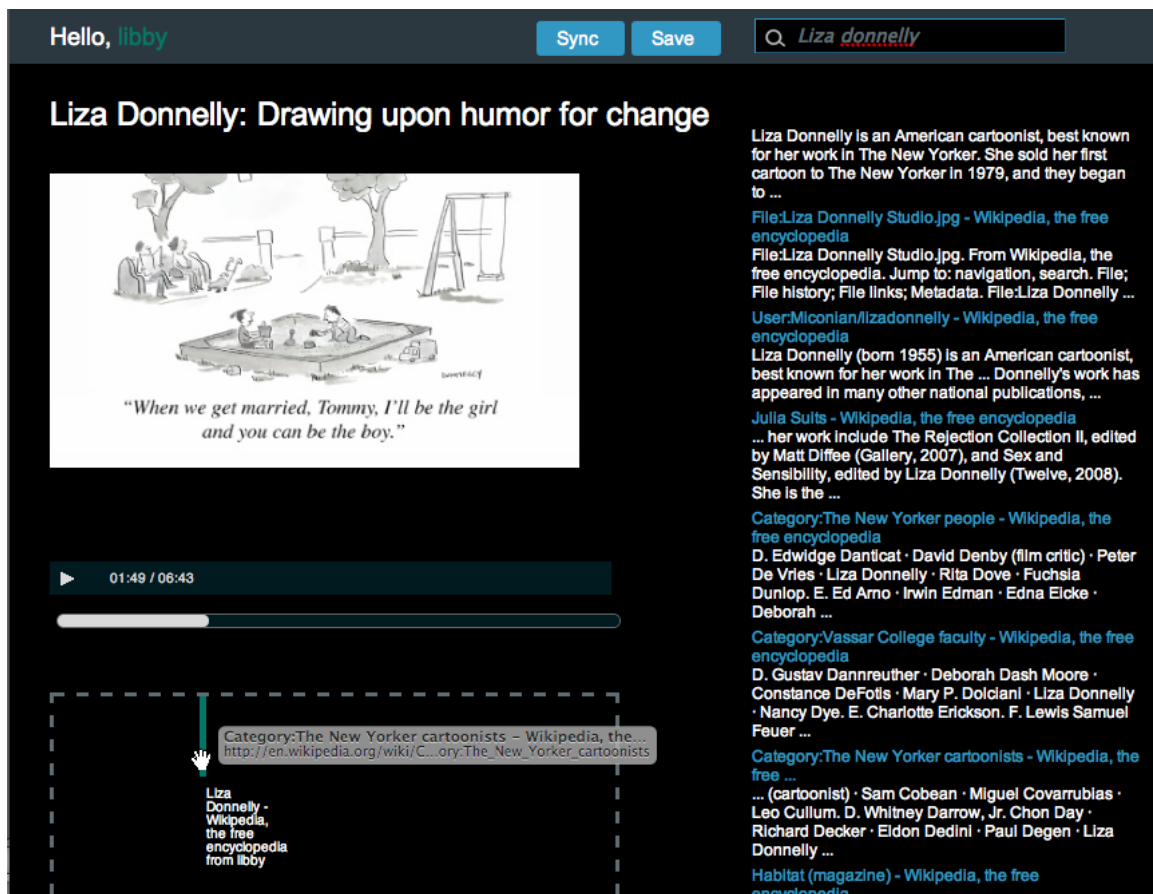 Hello, libby
Sync
Save
Liza donnelly
Liza Donnelly: Drawing upon humor for change
"When we get married, Tommy, I'll be the girl
and you can be the boy."
01:49 / 06:43
Category:The New Yorker cartoonists – Wikipedia, the...
http://en.wikipedia.org/wiki/C...ory:The_New_Yorker_cartoonists
Liza
Donnelly -
Wikipedia,
the free
encyclopedia
from libby
Liza Donnelly is an American cartoonist, best known
for her work in The New Yorker. She sold her first
cartoon to The New Yorker in 1979, and they began
to ...
File:Liza Donnelly Studio.jpg - Wikipedia, the free
encyclopedia
File:Liza Donnelly Studio.jpg. From Wikipedia, the
free encyclopedia. Jump to: navigation, search. File;
File history; File links; Metadata. File:Liza Donnelly ...
User:Miconian/lizadonnelly - Wikipedia, the free
encyclopedia
Liza Donnelly (born 1955) is an American cartoonist,
best known for her work in The ... Donnelly's work has
appeared in many other national publications, ...
Julia Suits - Wikipedia, the free encyclopedia
... her work include The Rejection Collection II, edited
by Matt Diffee (Gallery, 2007), and Sex and
Sensibility, edited by Liza Donnelly (Twelve, 2008).
She is the ...
Category:The New Yorker people - Wikipedia, the
free encyclopedia
D. Edwidge Danticat · David Denby (film critic) · Peter
De Vries · Liza Donnelly · Rita Dove · Fuchsia
Dunlop. E. Ed Arno · Irwin Edman · Edna Eicke ·
Deborah ...
Category:Vassar College faculty - Wikipedia, the free
encyclopedia
D. Gustav Dannreuther · Deborah Dash Moore ·
Constance DeFotis · Mary P. Dolciani · Liza Donnelly
· Nancy Dye. E. Charlotte Erickson. F. Lewis Samuel
Feuer ...
Category:The New Yorker cartoonists - Wikipedia, the
free ...
... (cartoonist) · Sam Cobean · Miguel Covarrubias ·
Leo Cullum. D. Whitney Darrow, Jr. Chon Day ·
Richard Decker · Eldon Dedini · Paul Degen · Liza
Donnelly ...
Habitat (magazine) - Wikipedia, the free
encyclopedia